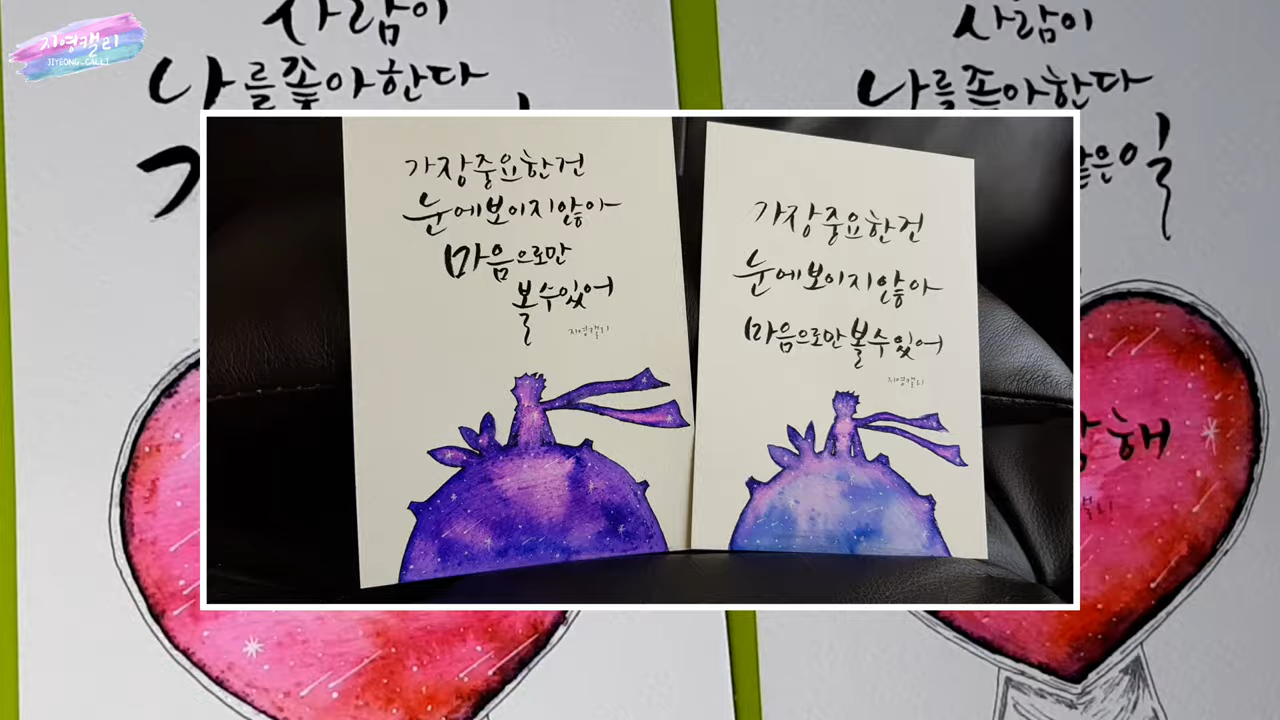 지영캘리
JIYEONG_CALLI
사람이
나를좋아한다
사람이
나를좋아한다
같은일
가장중요한건
눈에보이지않아
마음으로만
볼수있어
지영캘리
가장중요한건
눈에보이지않아
마음으로만볼수있어
지영캘리
해